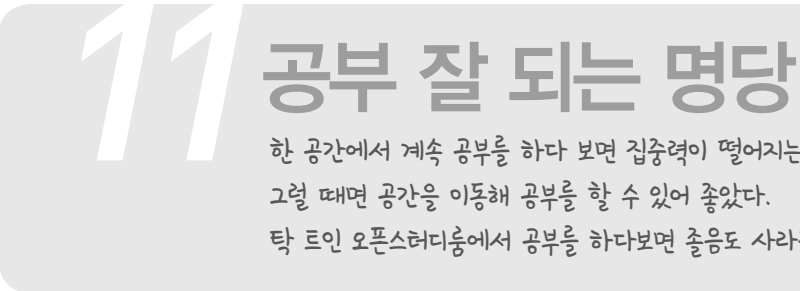 11
공부 잘 되는 명당
한 공간에서 계속 공부를 하다 보면 집중력이 떨어지는
그럴 때면 공간을 이동해 공부를 할 수 있어 좋았다.
탁 트인 오픈스터디룸에서 공부를 하다보면 졸음도